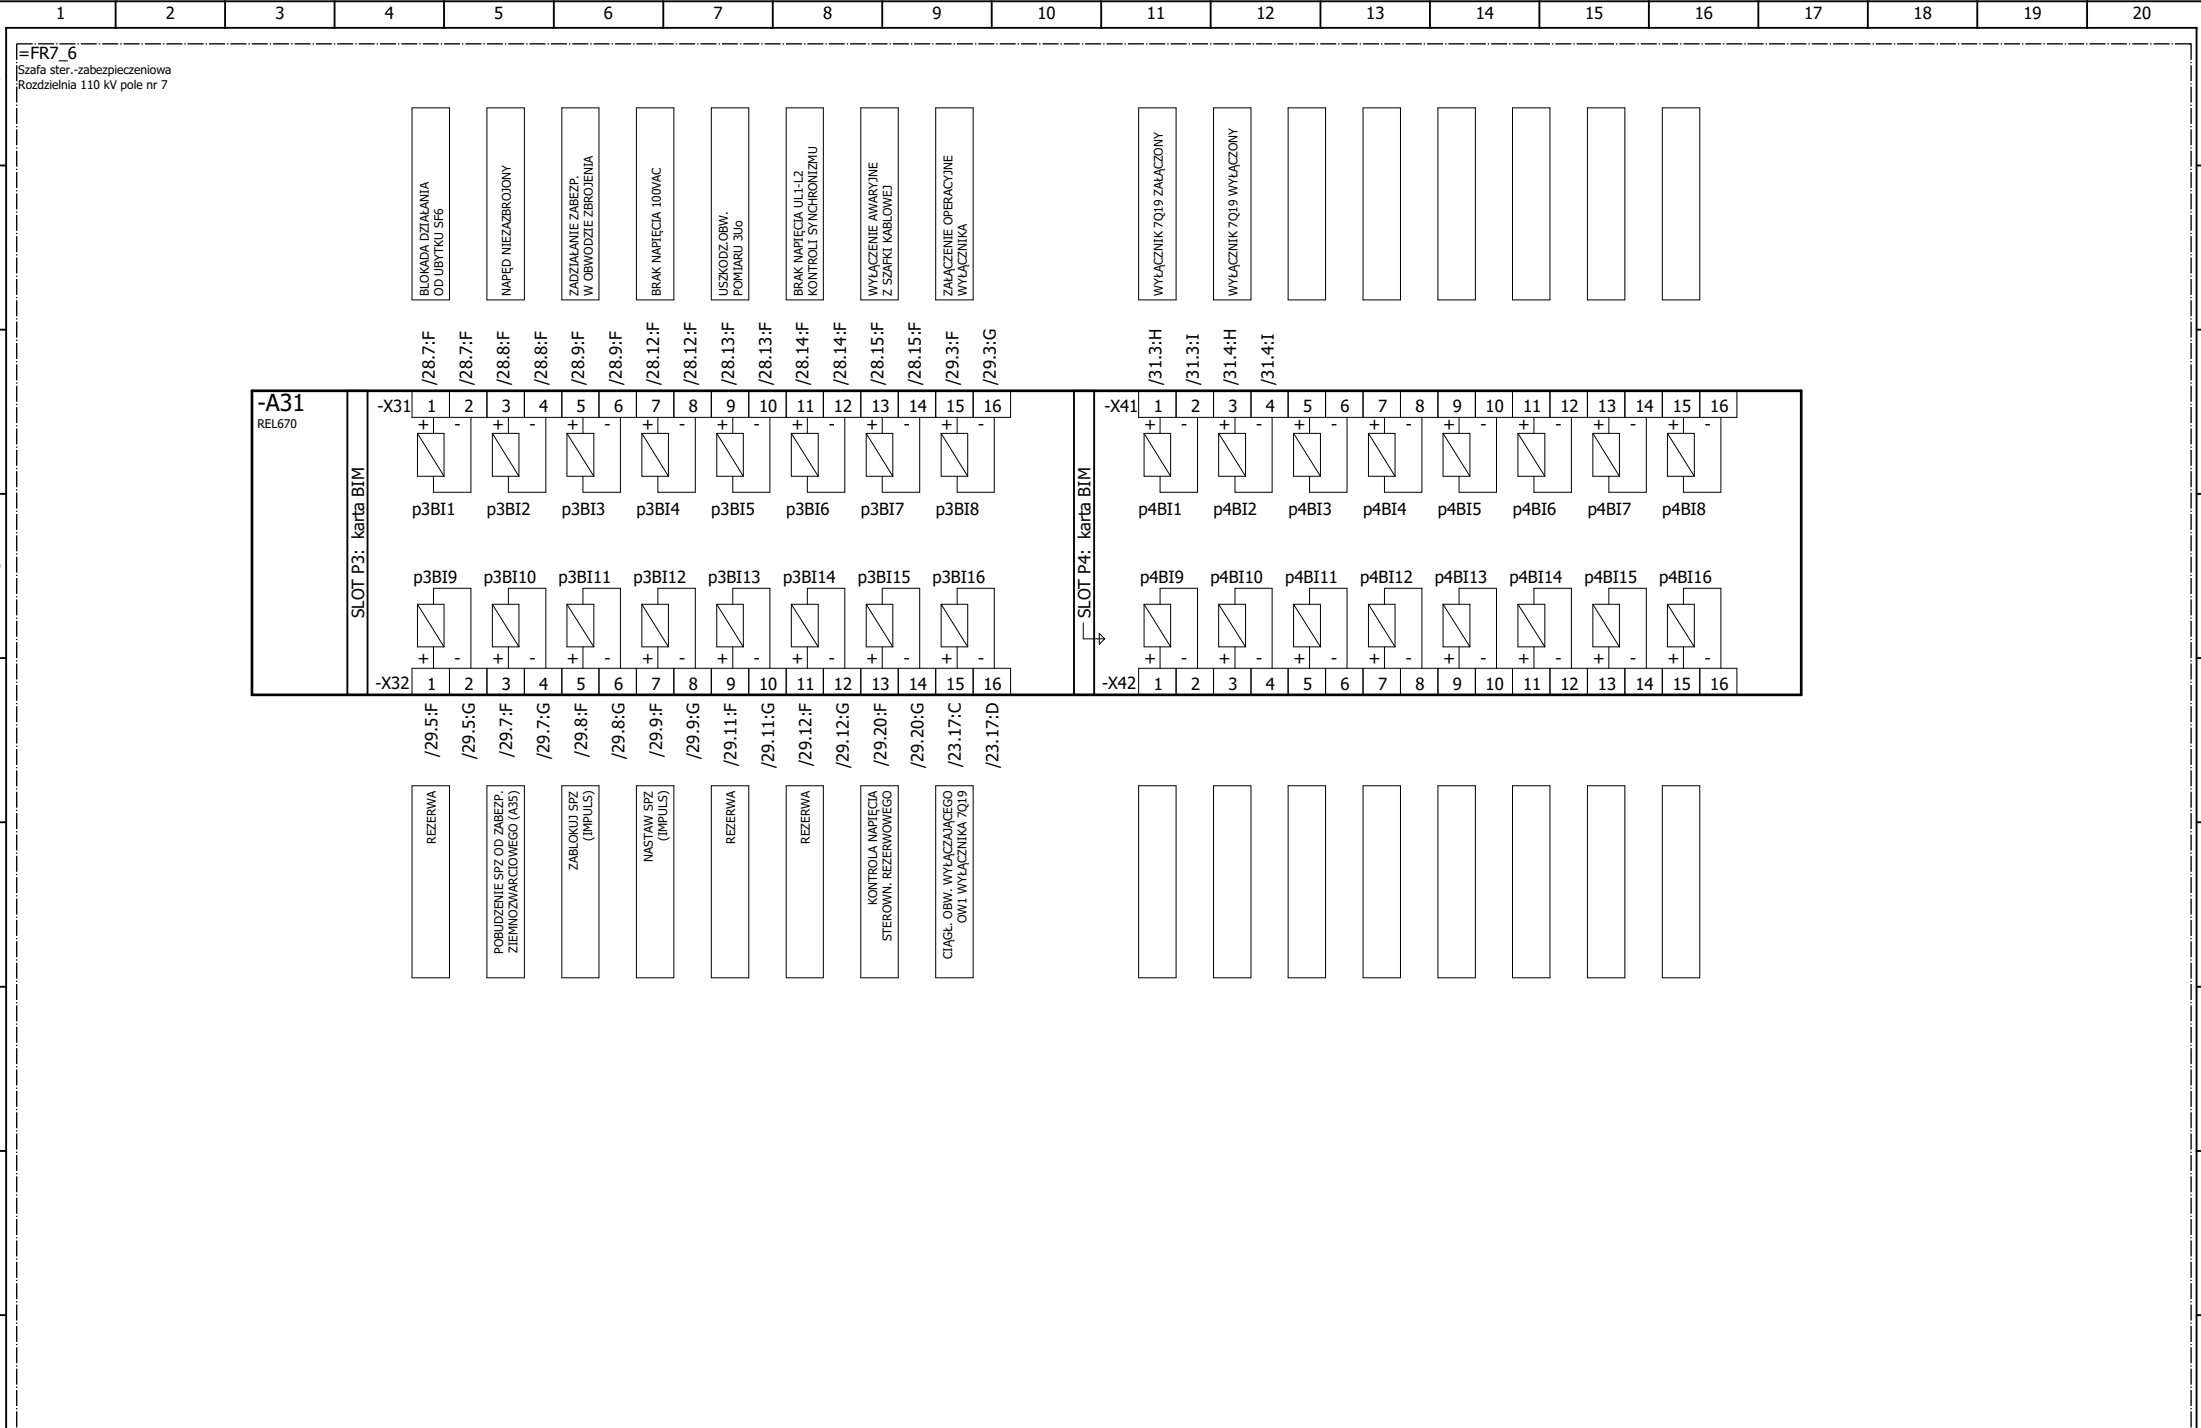 1 2 3 4 5 6 7 8 9 10 11 12 13 14 15 16 17 18 19 20
=FR7_6
Szafa ster.-zabezpieczeniowa
Rozdzielnia 110 kV pole nr 7
BLOKADA DZIAŁANIA
OD UBYTKU SF6
NAPĘD NIEZAZBROJONY
ZADZIAŁANIE ZABEZP.
W OBWODZIE ZBROJENIA
BRAK NAPIĘCIA 100VAC
USZKODZ.OBW.
POMIARU 3Uo
BRAK NAPIĘCIA UL1-L2
KONTROLI SYNCHRONIZMU
WYŁĄCZENIE AWARYJNE
Z SZAFKI KABLOWEJ
ZAŁĄCZENIE OPERACYJNE
WYŁĄCZNIKA
WYŁĄCZNIK 7Q19 ZAŁĄCZONY
WYŁĄCZNIK 7Q19 WYŁĄCZONY
/28.7:F
/28.7:F
/28.8:F
/28.8:F
/28.9:F
/28.9:F
/28.12:F
/28.12:F
/28.13:F
/28.13:F
/28.14:F
/28.14:F
/28.15:F
/28.15:F
/29.3:F
/29.3:G
/31.3:H
/31.3:I
/31.4:H
/31.4:I
-A31
REL670
SLOT P3: karta BIM
-X31 1 2 3 4 5 6 7 8 9 10 11 12 13 14 15 16
+ - + - + - + - + - + - + - + -
p3BI1 p3BI2 p3BI3 p3BI4 p3BI5 p3BI6 p3BI7 p3BI8
p3BI9 p3BI10 p3BI11 p3BI12 p3BI13 p3BI14 p3BI15 p3BI16
+ - + - + - + - + - + - + - + -
-X32 1 2 3 4 5 6 7 8 9 10 11 12 13 14 15 16
SLOT P4: karta BIM
-X41 1 2 3 4 5 6 7 8 9 10 11 12 13 14 15 16
+ - + - + - + - + - + - + - + -
p4BI1 p4BI2 p4BI3 p4BI4 p4BI5 p4BI6 p4BI7 p4BI8
p4BI9 p4BI10 p4BI11 p4BI12 p4BI13 p4BI14 p4BI15 p4BI16
+ - + - + - + - + - + - + - + -
-X42 1 2 3 4 5 6 7 8 9 10 11 12 13 14 15 16
/29.5:F
/29.5:G
/29.7:F
/29.7:G
/29.8:F
/29.8:G
/29.9:F
/29.9:G
/29.11:F
/29.11:G
/29.12:F
/29.12:G
/29.20:F
/29.20:G
/23.17:C
/23.17:D
REZERWA
POBUDZENIE SPZ OD ZABEZP.
ZIEMNOZWARCIOWEGO (A35)
ZABLOKUJ SPZ
(IMPULS)
NASTAW SPZ
(IMPULS)
REZERWA
REZERWA
KONTROLA NAPIĘCIA
STEROWN. REZERWOWEGO
CIĄGŁ. OBW. WYŁĄCZAJĄCEGO
OW1 WYŁĄCZNIKA 7Q19